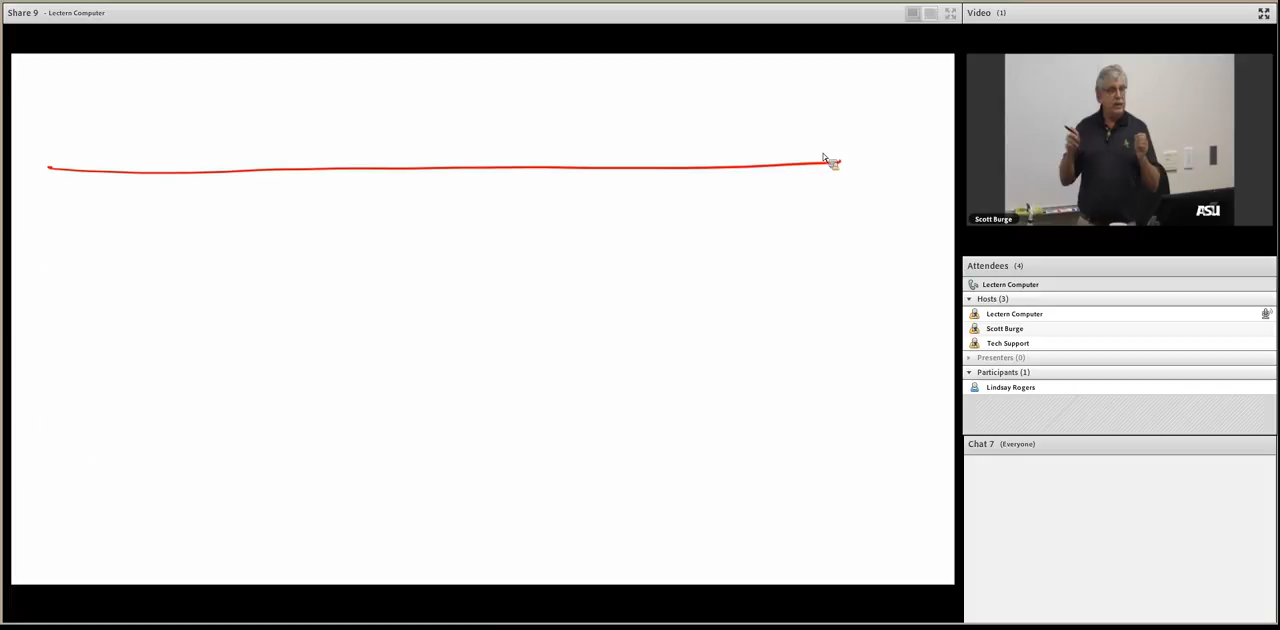 Share 9 - Lectern Computer
Video (1)
Scott Burge
ASU
Attendees (4)
Lectern Computer
Hosts (3)
Lectern Computer
Scott Burge
Tech Support
Presenters (0)
Participants (1)
Lindsay Rogers
Chat 7 (Everyone)